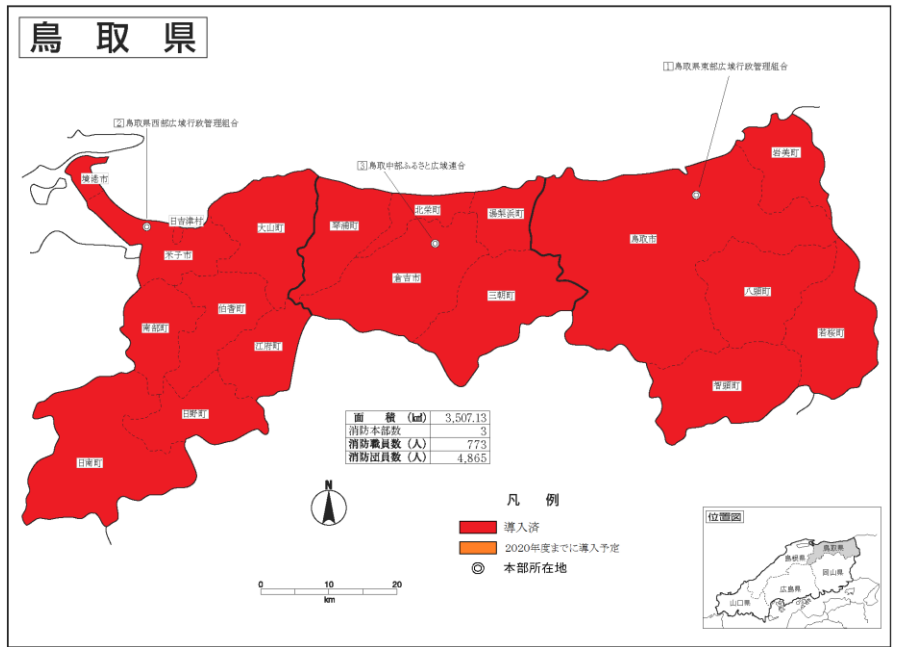 鳥取県
1 鳥取県東部広域行政管理組合
2 鳥取県西部広域行政管理組合
3 鳥取中部ふるさと広域連合
岩美町
境港市
日吉津村
大山町
琴浦町
北栄町
湯梨浜町
鳥取市
米子市
倉吉市
三朝町
八頭町
伯耆町
南部町
江府町
若桜町
智頭町
日野町
日南町
面 積 (㎢) 3,507.13
消防本部数 3
消防職員数 (人) 773
消防団員数 (人) 4,865
N
凡 例
導入済
2020年度までに導入予定
本部所在地
0 10 20
km
位置図
島根県
鳥取県
岡山県
広島県
山口県